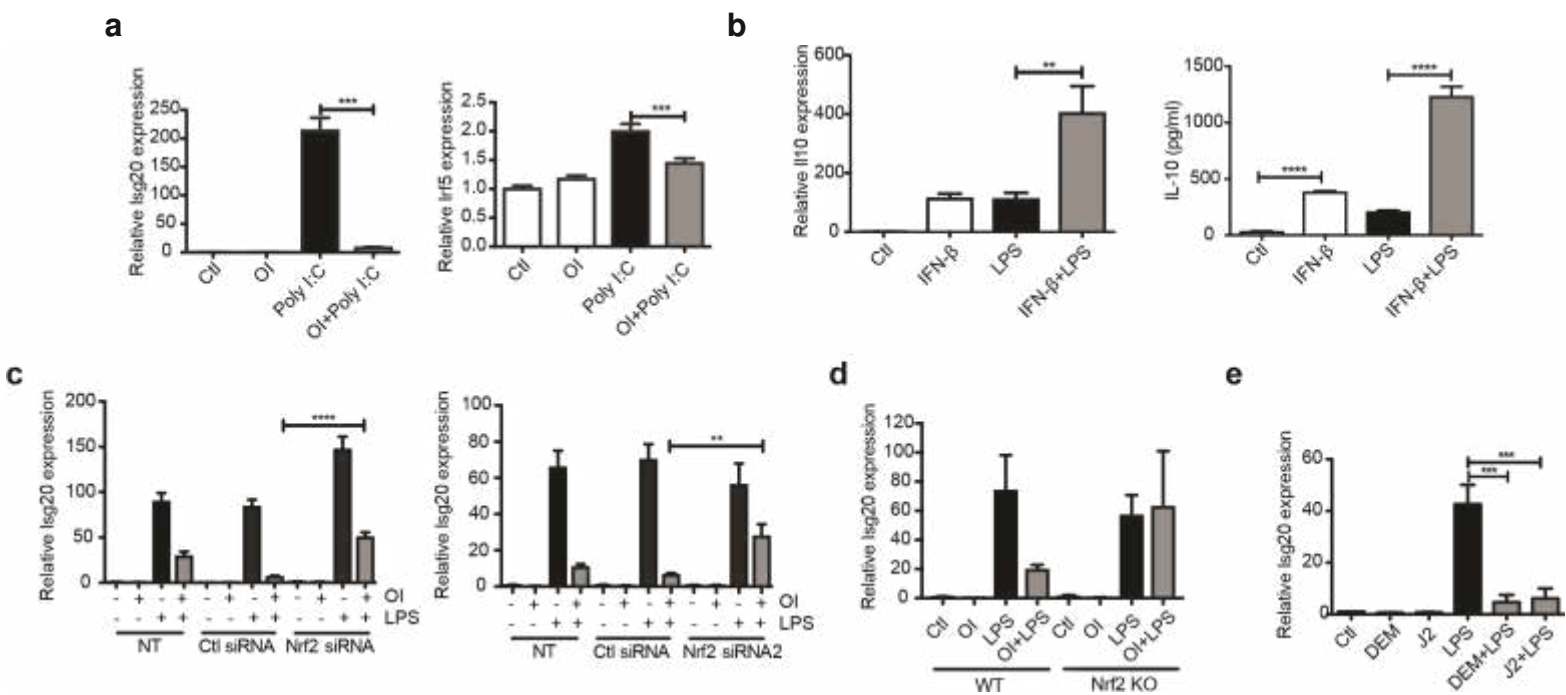 a
Relative Isg20 expression
250
200
150
100
50
0
***
Ctl
OI
Poly I:C
OI+Poly I:C
Relative Irf5 expression
2.5
2.0
1.5
1.0
0.5
0.0
***
Ctl
OI
Poly I:C
OI+Poly I:C
b
Relative Il10 expression
600
400
200
0
**
Ctl
IFN-β
LPS
IFN-β+LPS
IL-10 (pg/ml)
1500
1000
500
0
****
****
Ctl
IFN-β
LPS
IFN-β+LPS
c
Relative Isg20 expression
200
150
100
50
0
****
- + - + - + - + - + - + OI
- - + + - - + + - - + + LPS
NT Ctl siRNA Nrf2 siRNA
Relative Isg20 expression
100
80
60
40
20
0
**
- + - + - + - + - + - + OI
- - + + - - + + - - + + LPS
NT Ctl siRNA Nrf2 siRNA2
d
Relative Isg20 expression
120
100
80
60
40
20
0
Ctl
OI
LPS
OI+LPS
Ctl
OI
LPS
OI+LPS
WT Nrf2 KO
e
Relative Isg20 expression
60
40
20
0
***
***
Ctl
DEM
J2
LPS
DEM+LPS
J2+LPS